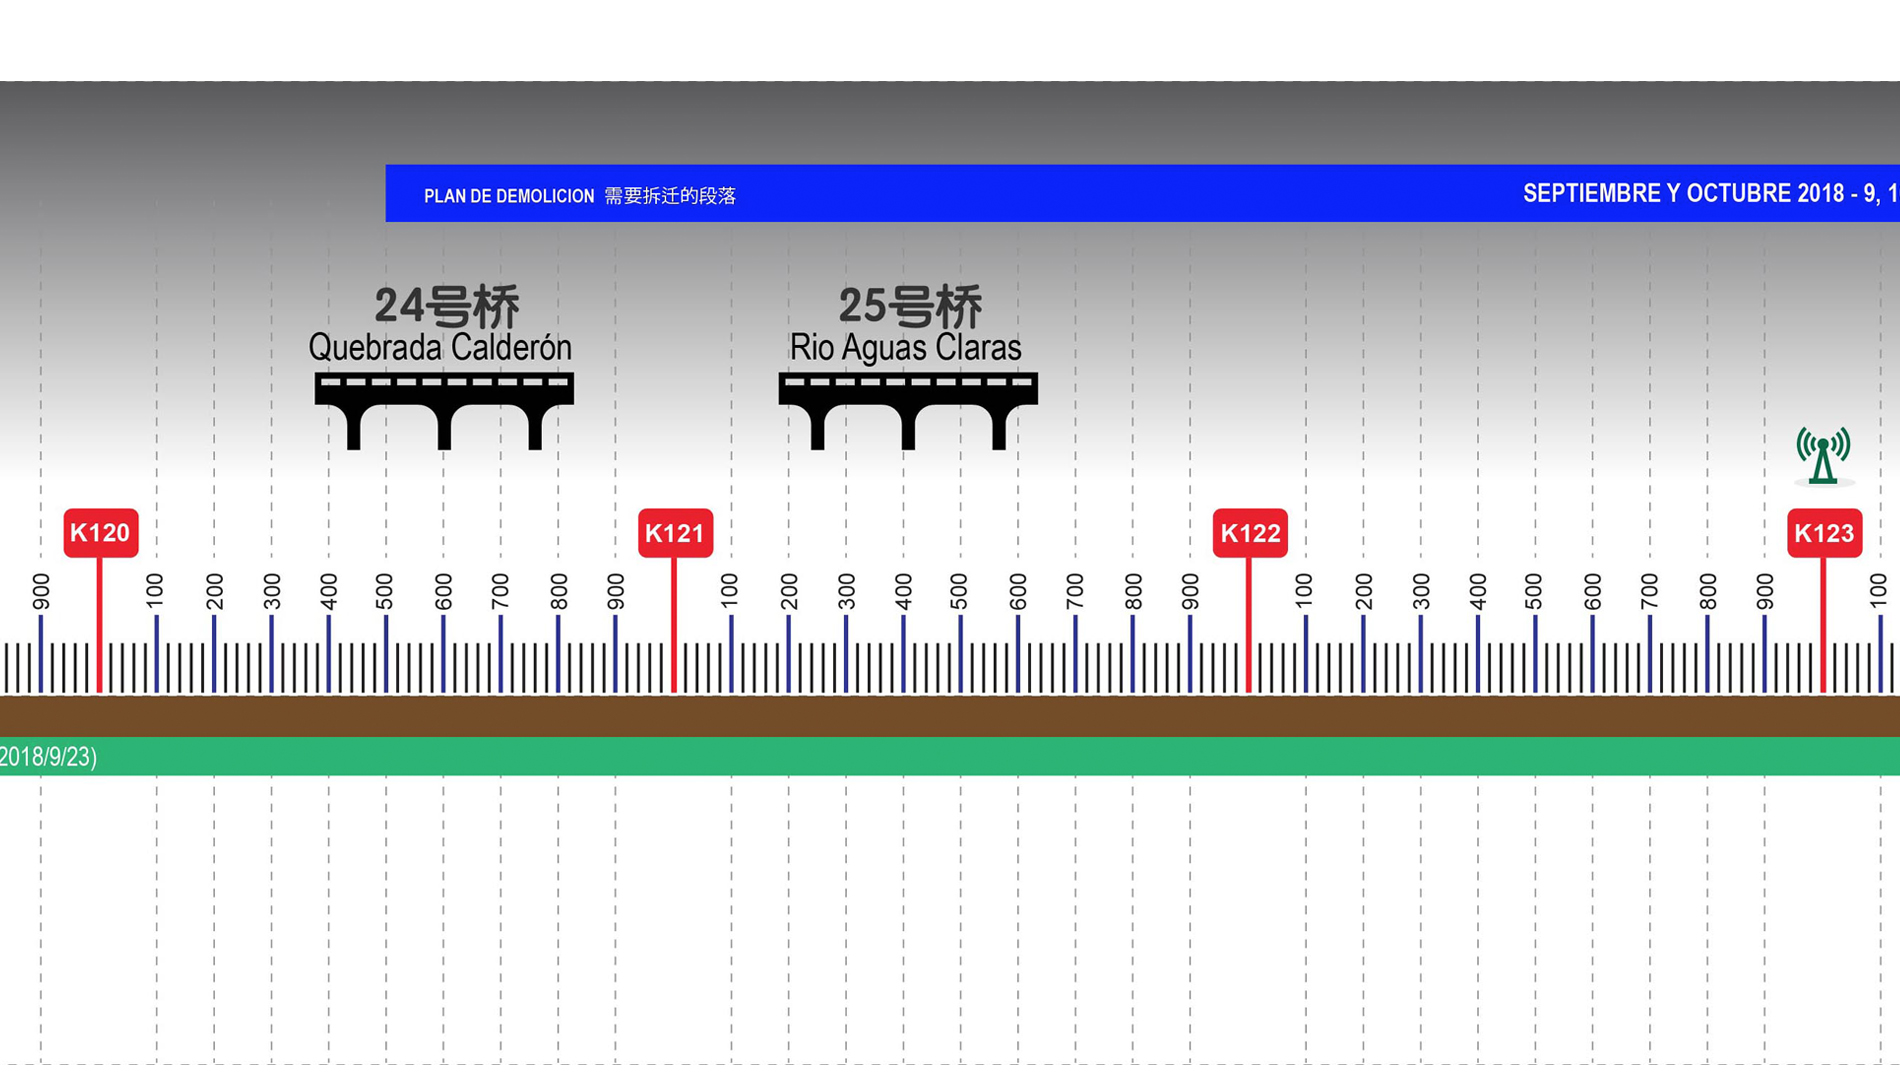 PLAN DE DEMOLICION 需要拆迁的段落
SEPTIEMBRE Y OCTUBRE 2018 - 9, 1
24号桥
Quebrada Calderón
25号桥
Rio Aguas Claras
K120
K121
K122
K123
900 100 200 300 400 500 600 700 800 900 100 200 300 400 500 600 700 800 900 100 200 300 400 500 600 700 800 900 100
2018/9/23)